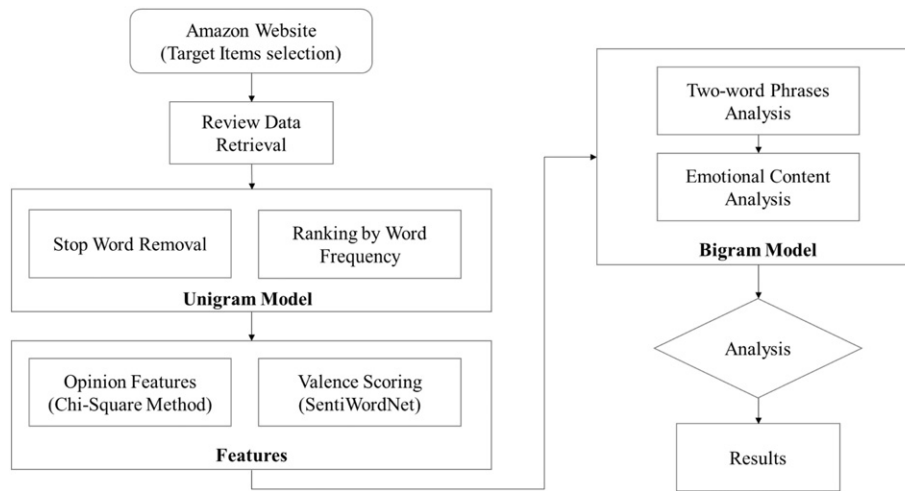 Amazon Website
(Target Items selection)
Review Data
Retrieval
Stop Word Removal
Ranking by Word
Frequency
Unigram Model
Opinion Features
(Chi-Square Method)
Valence Scoring
(SentiWordNet)
Features
Two-word Phrases
Analysis
Emotional Content
Analysis
Bigram Model
Analysis
Results